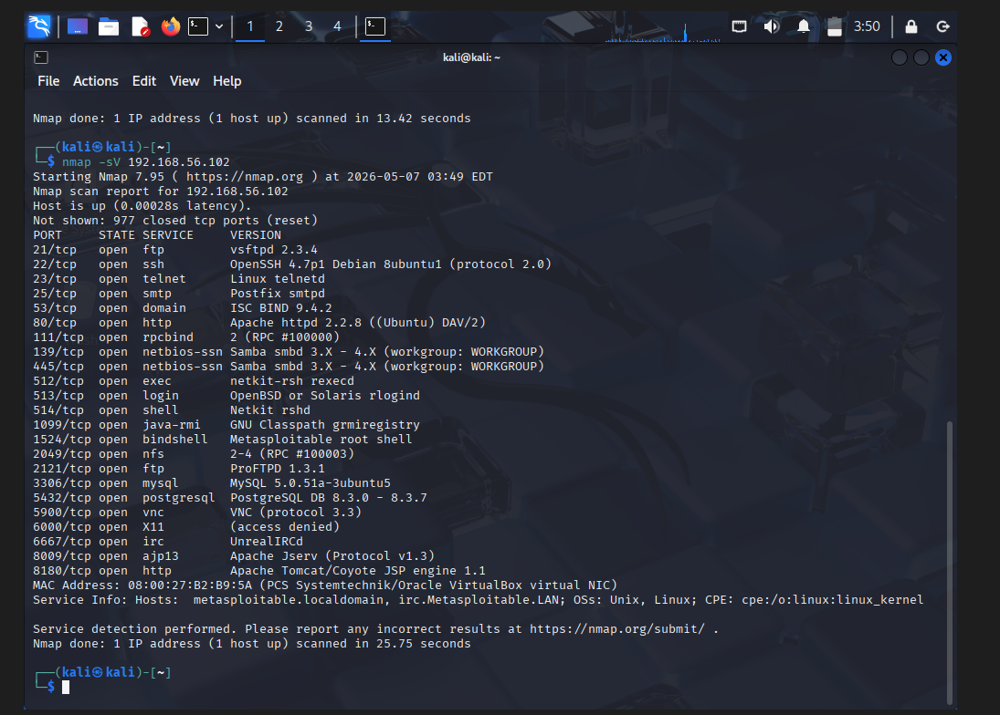 1 2 3 4 3:50
kali@kali: ~
File Actions Edit View Help
Nmap done: 1 IP address (1 host up) scanned in 13.42 seconds
┌──(kali㉿kali)-[~]
└─$ nmap -sV 192.168.56.102
Starting Nmap 7.95 ( https://nmap.org ) at 2026-05-07 03:49 EDT
Nmap scan report for 192.168.56.102
Host is up (0.00028s latency).
Not shown: 977 closed tcp ports (reset)
PORT     STATE SERVICE     VERSION
21/tcp   open  ftp         vsftpd 2.3.4
22/tcp   open  ssh         OpenSSH 4.7p1 Debian 8ubuntu1 (protocol 2.0)
23/tcp   open  telnet      Linux telnetd
25/tcp   open  smtp        Postfix smtpd
53/tcp   open  domain      ISC BIND 9.4.2
80/tcp   open  http        Apache httpd 2.2.8 ((Ubuntu) DAV/2)
111/tcp  open  rpcbind     2 (RPC #100000)
139/tcp  open  netbios-ssn Samba smbd 3.X - 4.X (workgroup: WORKGROUP)
445/tcp  open  netbios-ssn Samba smbd 3.X - 4.X (workgroup: WORKGROUP)
512/tcp  open  exec        netkit-rsh rexecd
513/tcp  open  login       OpenBSD or Solaris rlogind
514/tcp  open  shell       Netkit rshd
1099/tcp open  java-rmi    GNU Classpath grmiregistry
1524/tcp open  bindshell   Metasploitable root shell
2049/tcp open  nfs         2-4 (RPC #100003)
2121/tcp open  ftp         ProFTPD 1.3.1
3306/tcp open  mysql       MySQL 5.0.51a-3ubuntu5
5432/tcp open  postgresql  PostgreSQL DB 8.3.0 - 8.3.7
5900/tcp open  vnc         VNC (protocol 3.3)
6000/tcp open  X11         (access denied)
6667/tcp open  irc         UnrealIRCd
8009/tcp open  ajp13       Apache Jserv (Protocol v1.3)
8180/tcp open  http        Apache Tomcat/Coyote JSP engine 1.1
MAC Address: 08:00:27:B2:B9:5A (PCS Systemtechnik/Oracle VirtualBox virtual NIC)
Service Info: Hosts:  metasploitable.localdomain, irc.Metasploitable.LAN; OSs: Unix, Linux; CPE: cpe:/o:linux:linux_kernel
Service detection performed. Please report any incorrect results at https://nmap.org/submit/ .
Nmap done: 1 IP address (1 host up) scanned in 25.75 seconds
┌──(kali㉿kali)-[~]
└─$